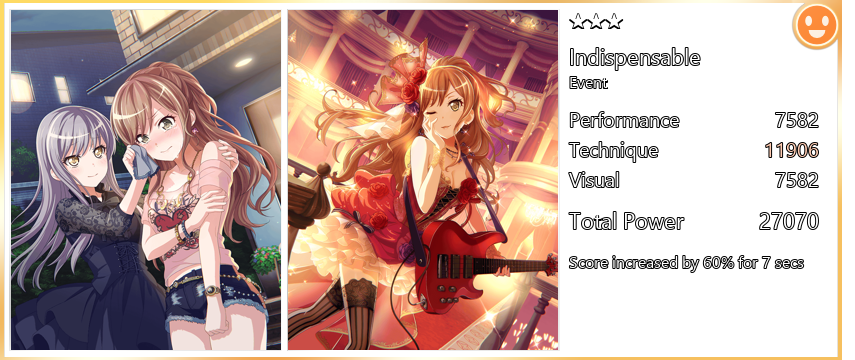 Indispensable
Event
Performance 7582
Technique 11906
Visual 7582
Total Power 27070
Score increased by 60% for 7 secs